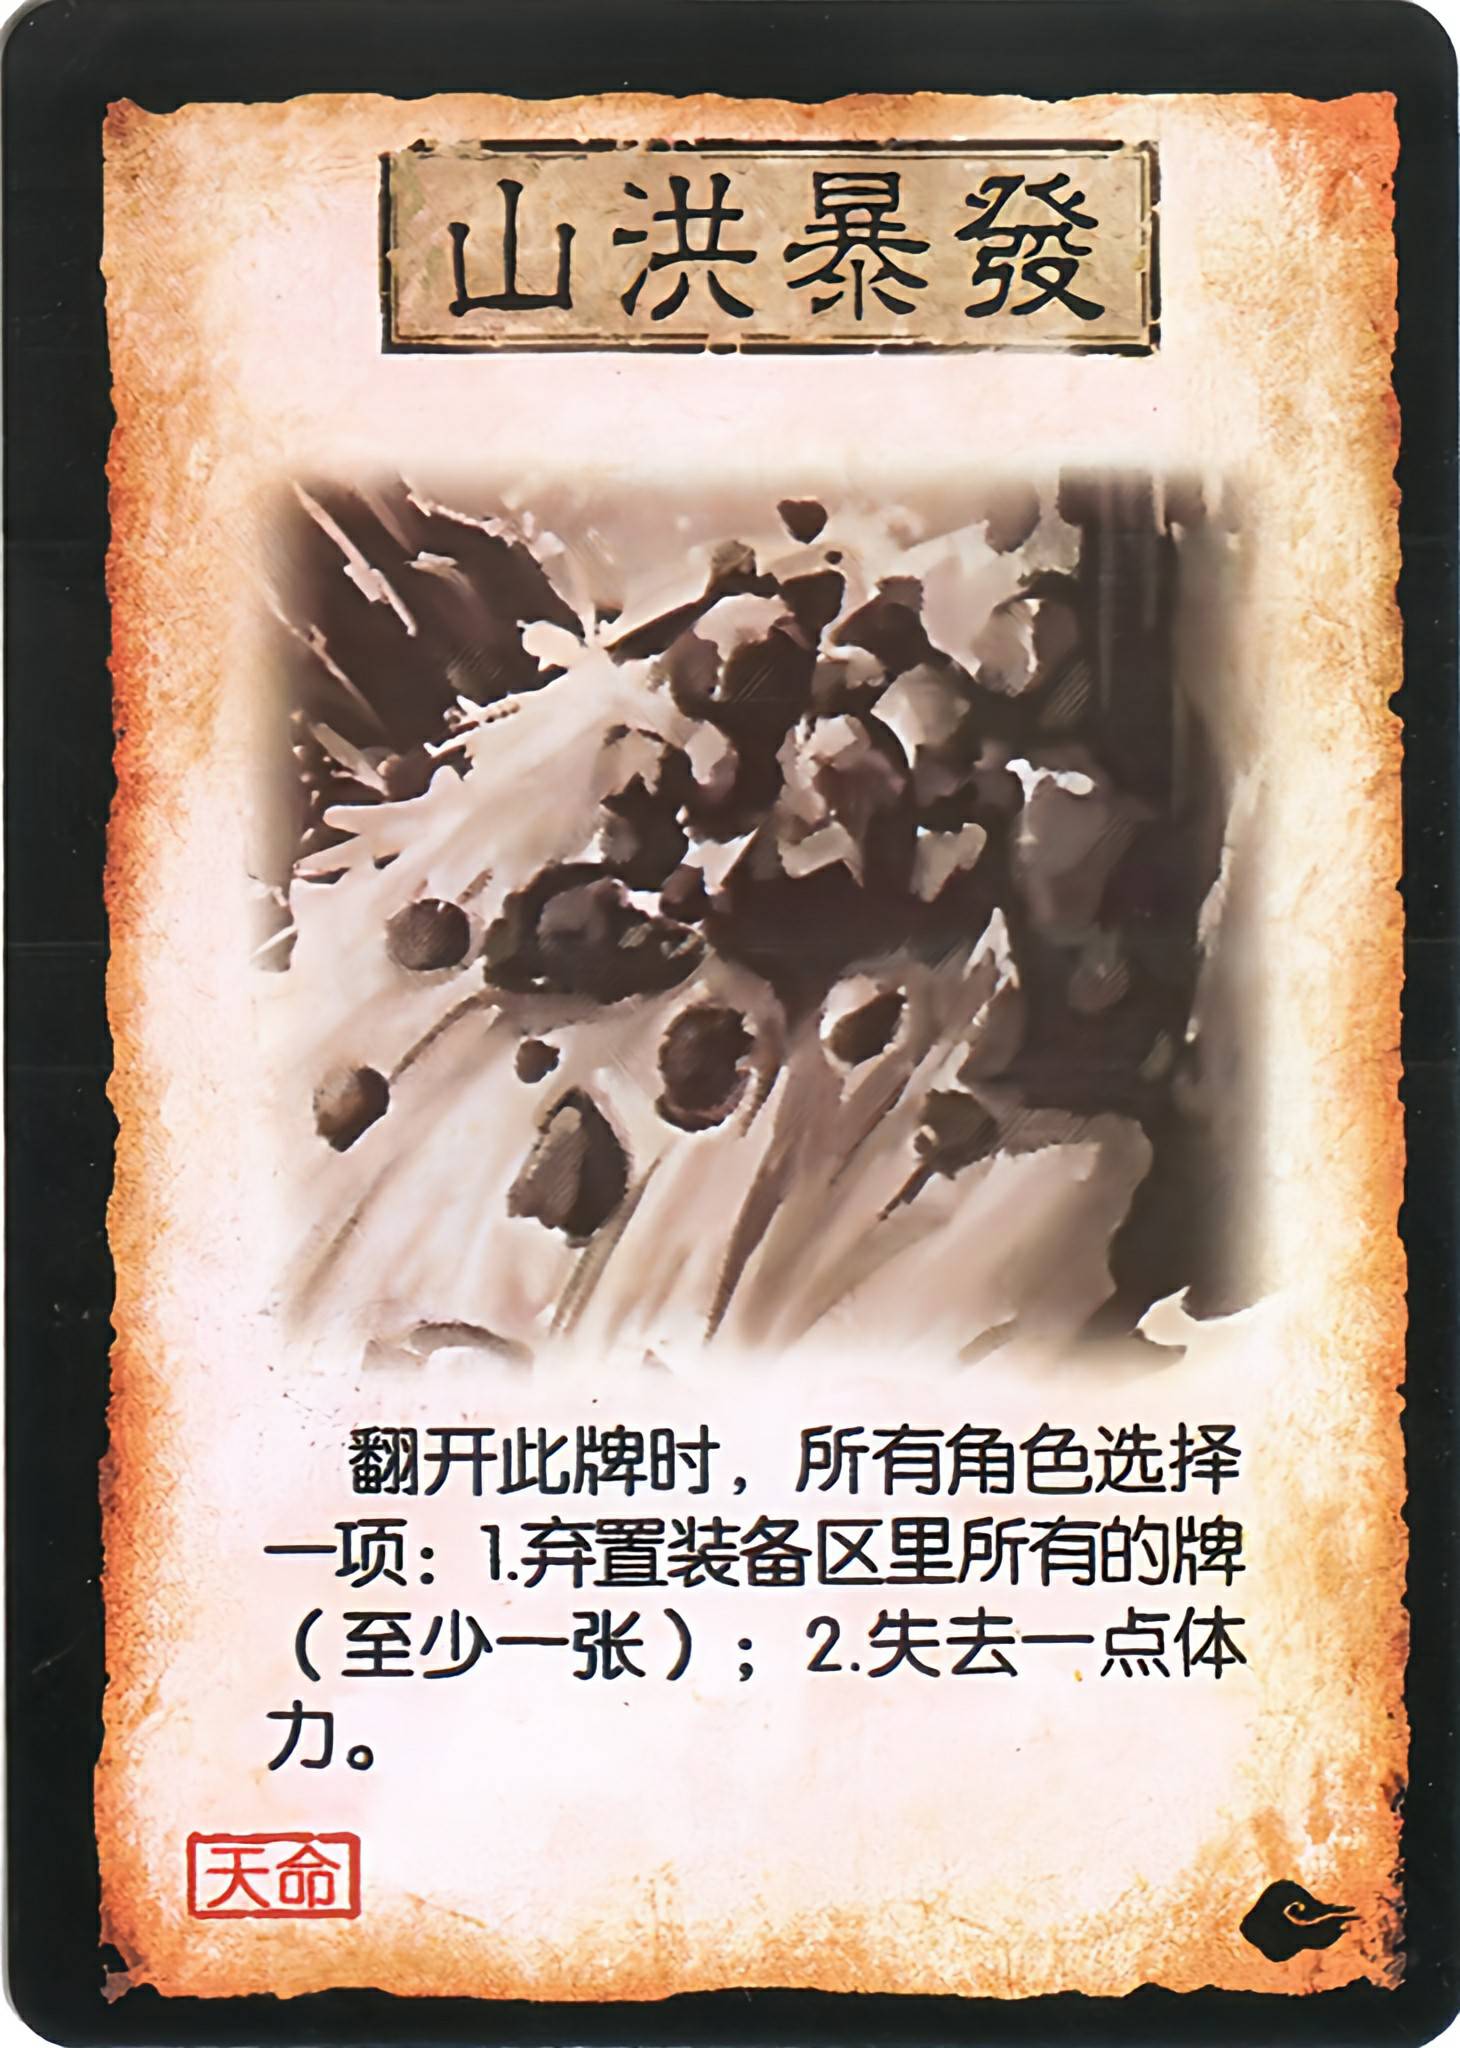 山洪暴發
翻开此牌时，所有角色选择
一项：1.弃置装备区里所有的牌
（至少一张）；2.失去一点体
力。
天命